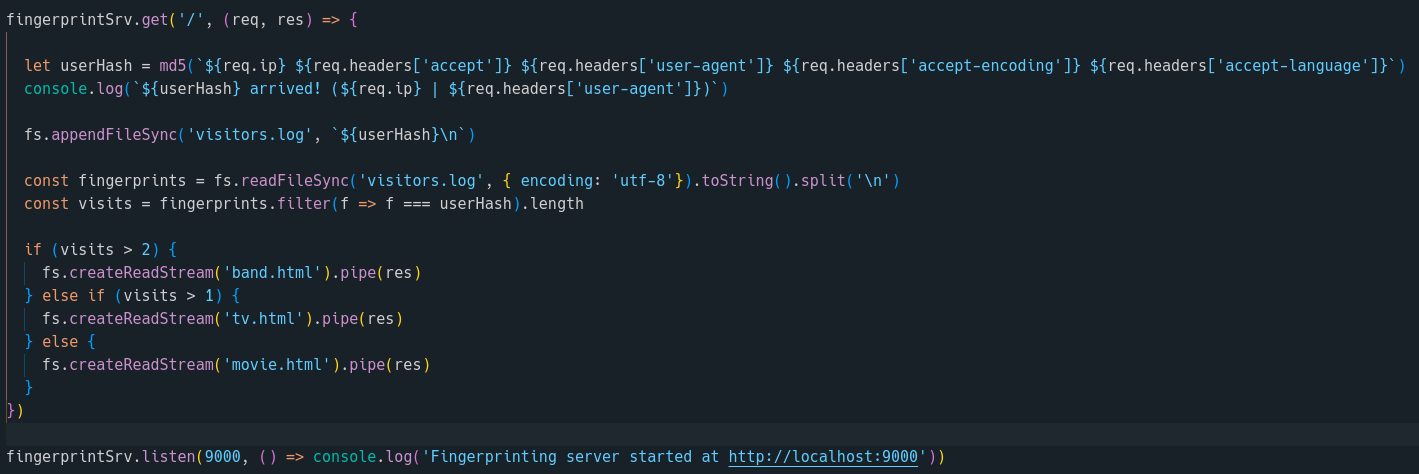 fingerprintSrv.get('/', (req, res) => {
let userHash = md5(`${req.ip} ${req.headers['accept']} ${req.headers['user-agent']} ${req.headers['accept-encoding']} ${req.headers['accept-language']}`)
console.log(`${userHash} arrived! (${req.ip} | ${req.headers['user-agent']})`)
fs.appendFileSync('visitors.log', `${userHash}\n`)
const fingerprints = fs.readFileSync('visitors.log', { encoding: 'utf-8'}).toString().split('\n')
const visits = fingerprints.filter(f => f === userHash).length
if (visits > 2) {
fs.createReadStream('band.html').pipe(res)
} else if (visits > 1) {
fs.createReadStream('tv.html').pipe(res)
} else {
fs.createReadStream('movie.html').pipe(res)
}
})
fingerprintSrv.listen(9000, () => console.log('Fingerprinting server started at http://localhost:9000'))